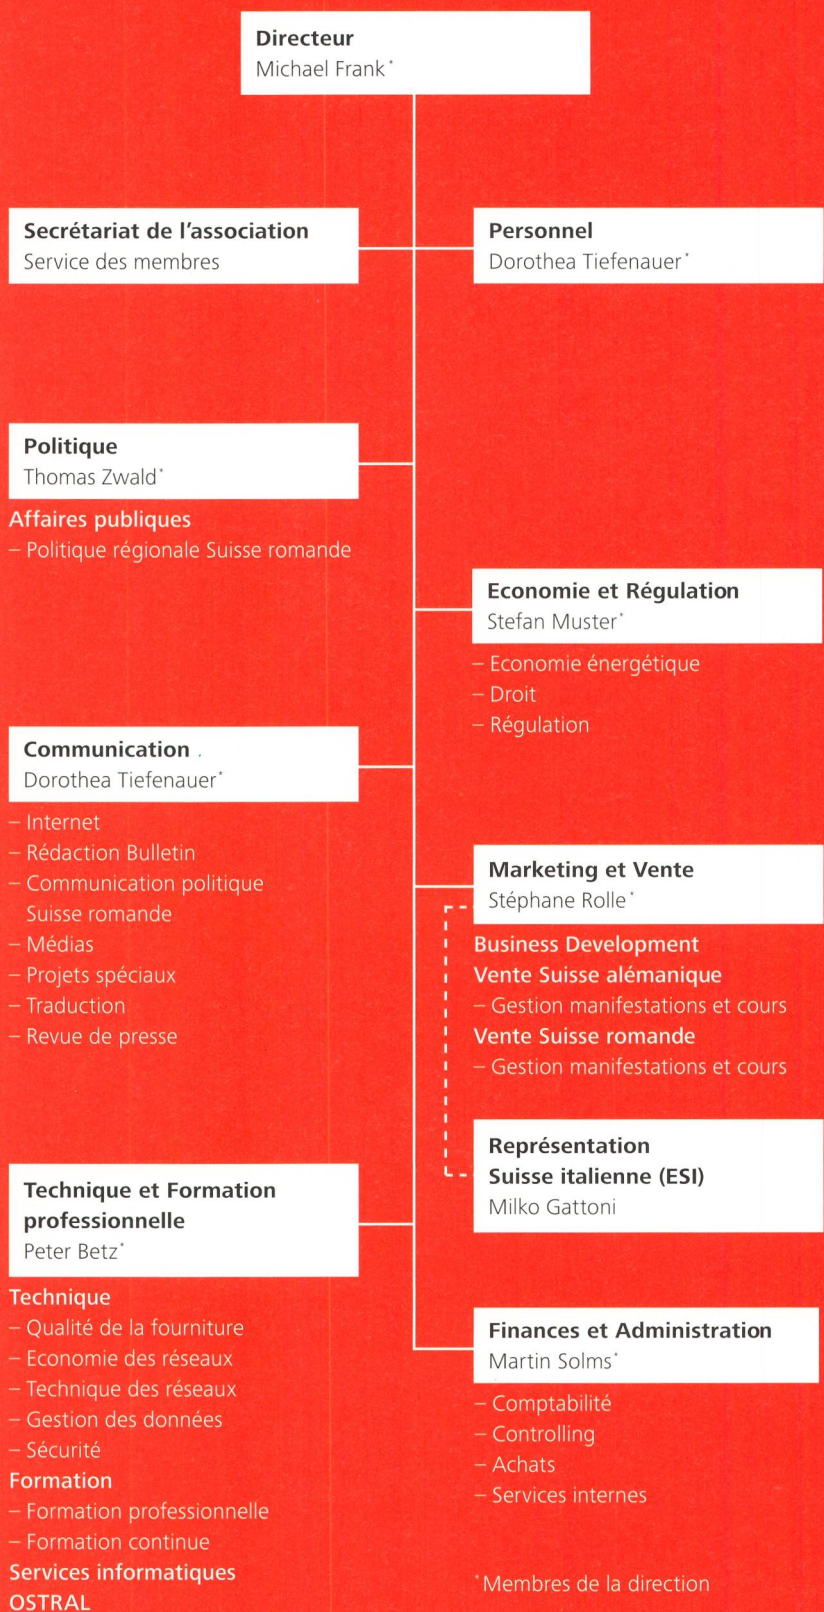 Directeur
Michael Frank*
Secrétariat de l'association
Service des membres
Personnel
Dorothea Tiefenauer*
Politique
Thomas Zwald*
Affaires publiques
– Politique régionale Suisse romande
Economie et Régulation
Stefan Muster*
– Economie énergétique
– Droit
– Régulation
Communication
Dorothea Tiefenauer*
– Internet
– Rédaction Bulletin
– Communication politique
Suisse romande
– Médias
– Projets spéciaux
– Traduction
– Revue de presse
Marketing et Vente
Stéphane Rolle*
Business Development
Vente Suisse alémanique
– Gestion manifestations et cours
Vente Suisse romande
– Gestion manifestations et cours
Représentation
Suisse italienne (ESI)
Milko Gattoni
Technique et Formation
professionnelle
Peter Betz*
Technique
– Qualité de la fourniture
– Economie des réseaux
– Technique des réseaux
– Gestion des données
– Sécurité
Formation
– Formation professionnelle
– Formation continue
Services informatiques
OSTRAL
Finances et Administration
Martin Solms*
– Comptabilité
– Controlling
– Achats
– Services internes
*Membres de la direction